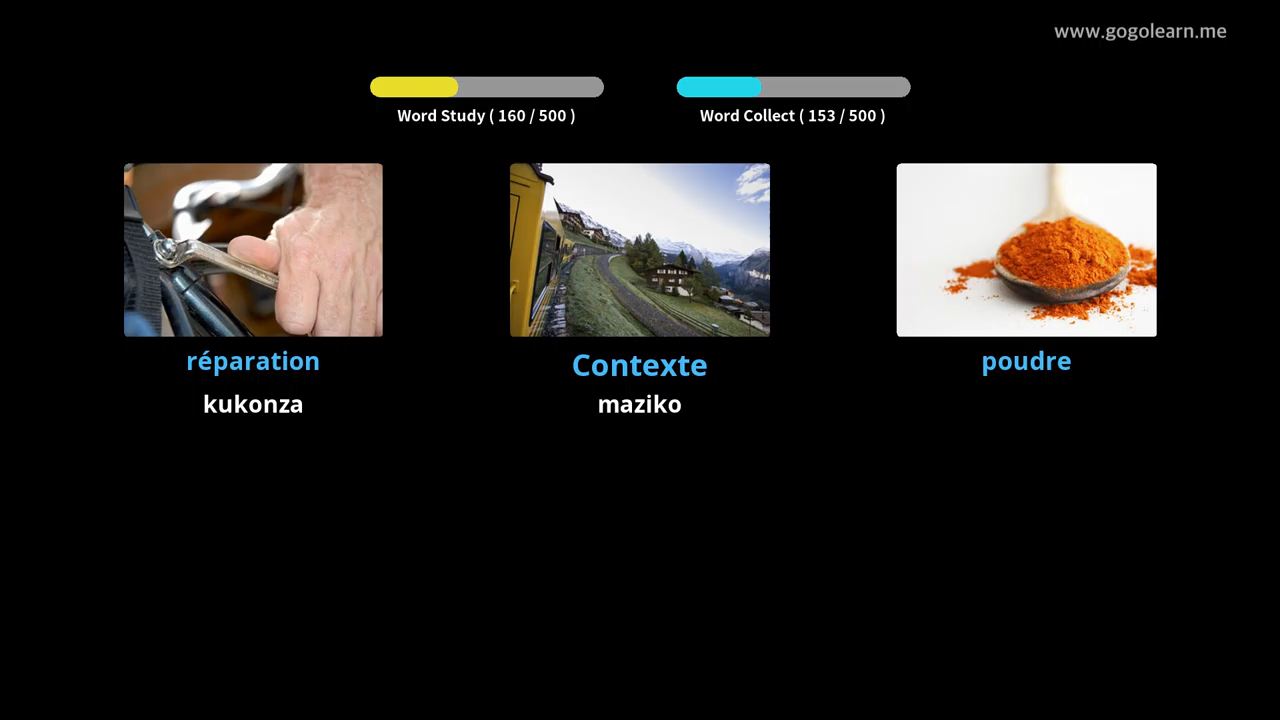 www.gogolearn.me
Word Study ( 160 / 500 )
Word Collect ( 153 / 500 )
réparation
Contexte
poudre
kukonza
maziko